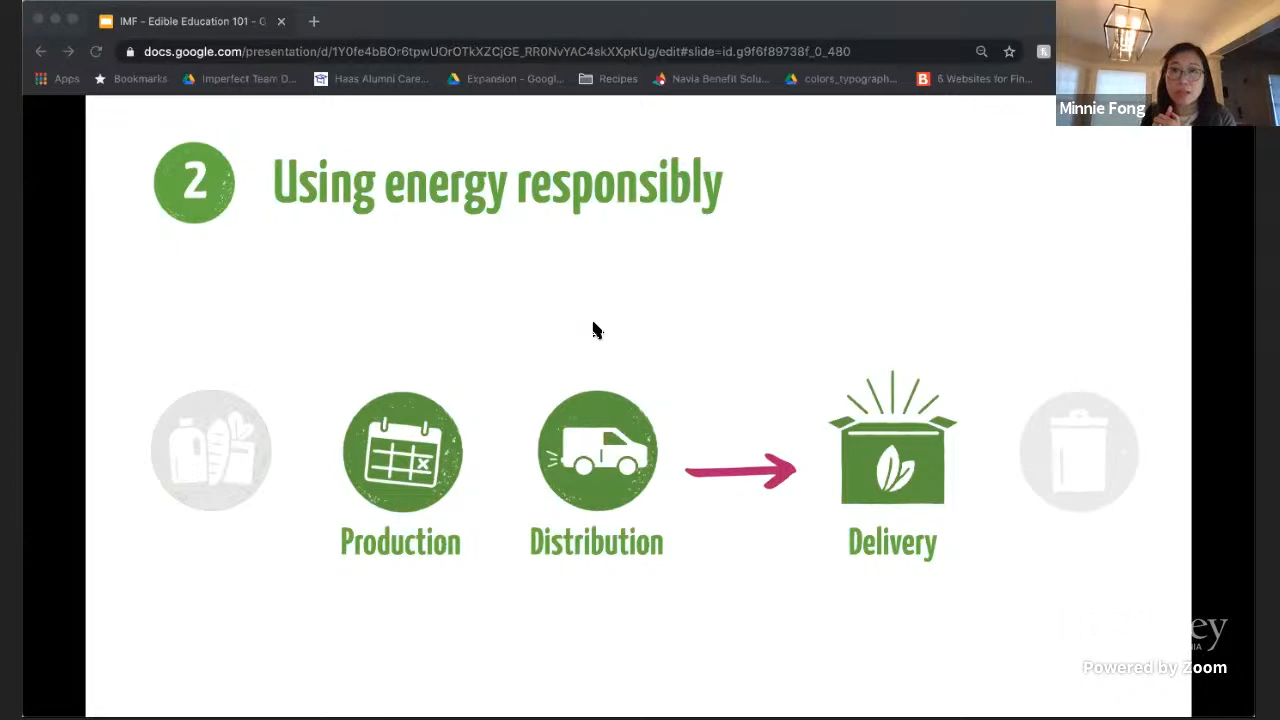 IMF - Edible Education 101 - G
docs.google.com/presentation/d/1Y0fe4bBOr6tpwUOrOTkXZCjGE_RR0NvYAC4skXXpKUg/edit#slide=id.g9f6f89738f_0_480
Apps Bookmarks Imperfect Team D... Haas Alumni Care... Expansion - Googl... Recipes Navia Benefit Solu... colors_typograph... 6 Websites for Fin...
Minnie Fong
2 Using energy responsibly
Production Distribution Delivery
Powered by Zoom